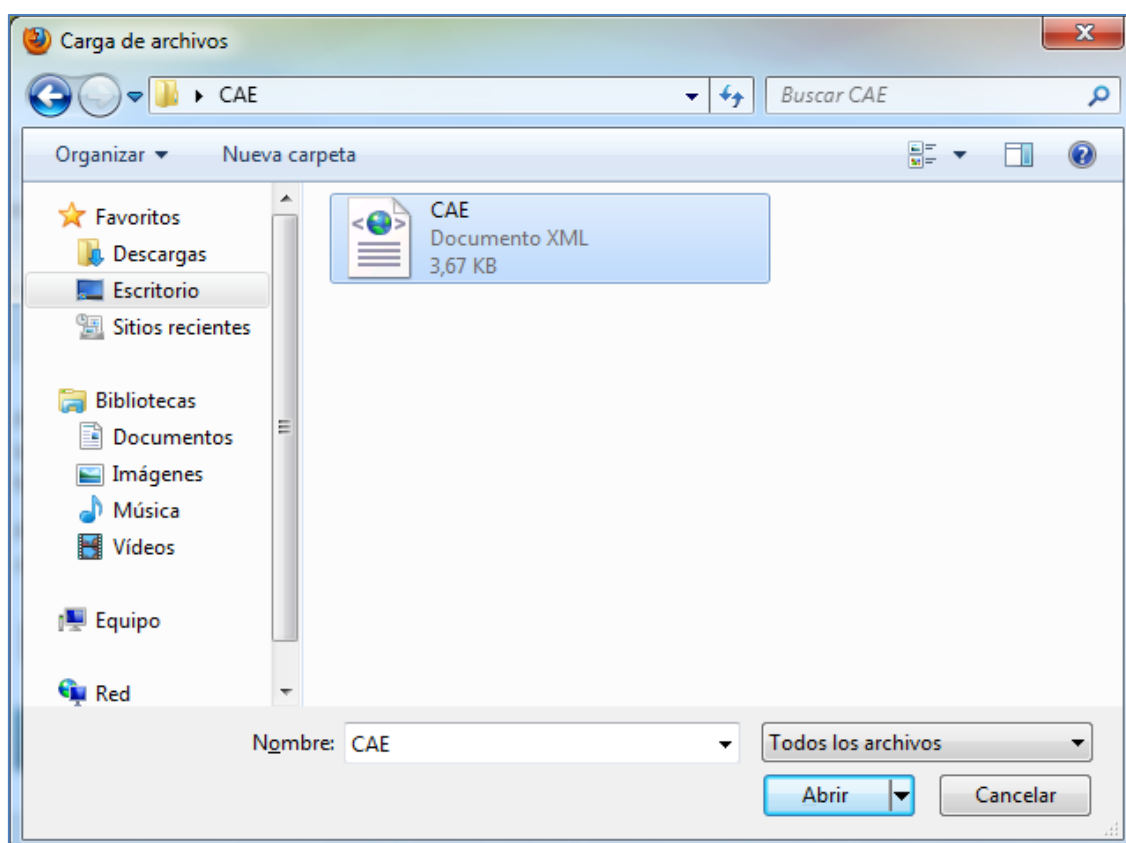 Carga de archivos
CAE
Buscar CAE
Organizar
Nueva carpeta
Favoritos
Descargas
Escritorio
Sitios recientes
Bibliotecas
Documentos
Imágenes
Música
Vídeos
Equipo
Red
CAE
Documento XML
3,67 KB
Nombre: CAE
Todos los archivos
Abrir
Cancelar